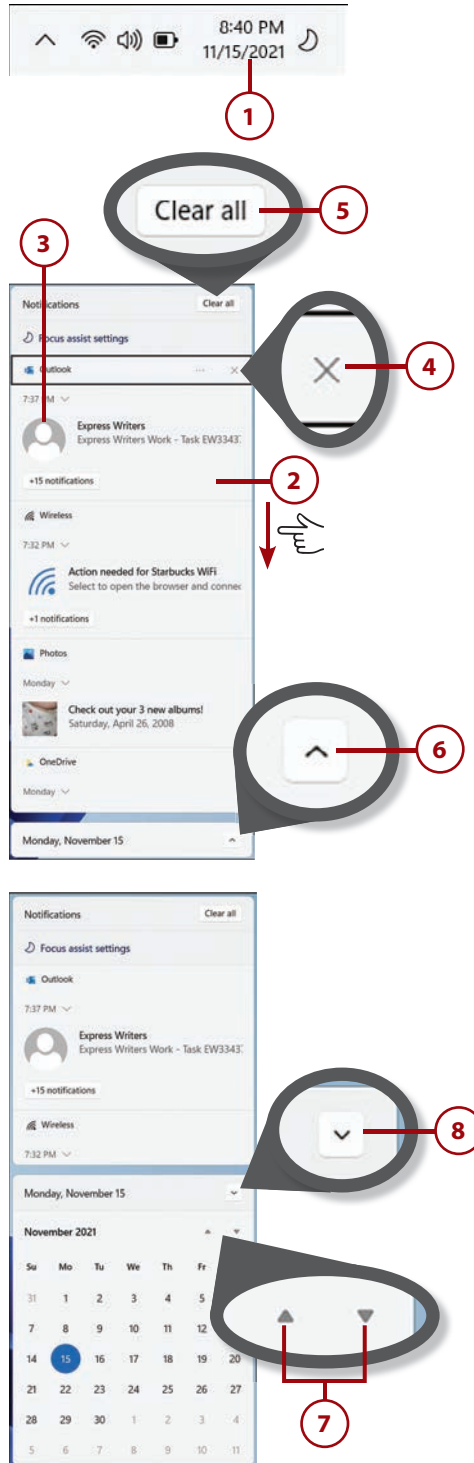 8:40 PM
11/15/2021
1
Clear all
5
3
Notifications
Clear all
Focus assist settings
Outlook
4
7:37 PM
Express Writers
Express Writers Work - Task EW3343
+15 notifications
2
Wireless
7:32 PM
Action needed for Starbucks WiFi
Select to open the browser and connec
+1 notifications
Photos
Monday
Check out your 3 new albums!
Saturday, April 26, 2008
6
OneDrive
Monday
Monday, November 15
Notifications
Clear all
Focus assist settings
Outlook
7:37 PM
Express Writers
Express Writers Work - Task EW3343
+15 notifications
Wireless
8
7:32 PM
Monday, November 15
November 2021
Su Mo Tu We Th Fr
31 1 2 3 4 5
7 8 9 10 11 12
14 15 16 17 18 19 20
21 22 23 24 25 26 27
7
28 29 30 1 2 3 4
5 6 7 8 9 10 11